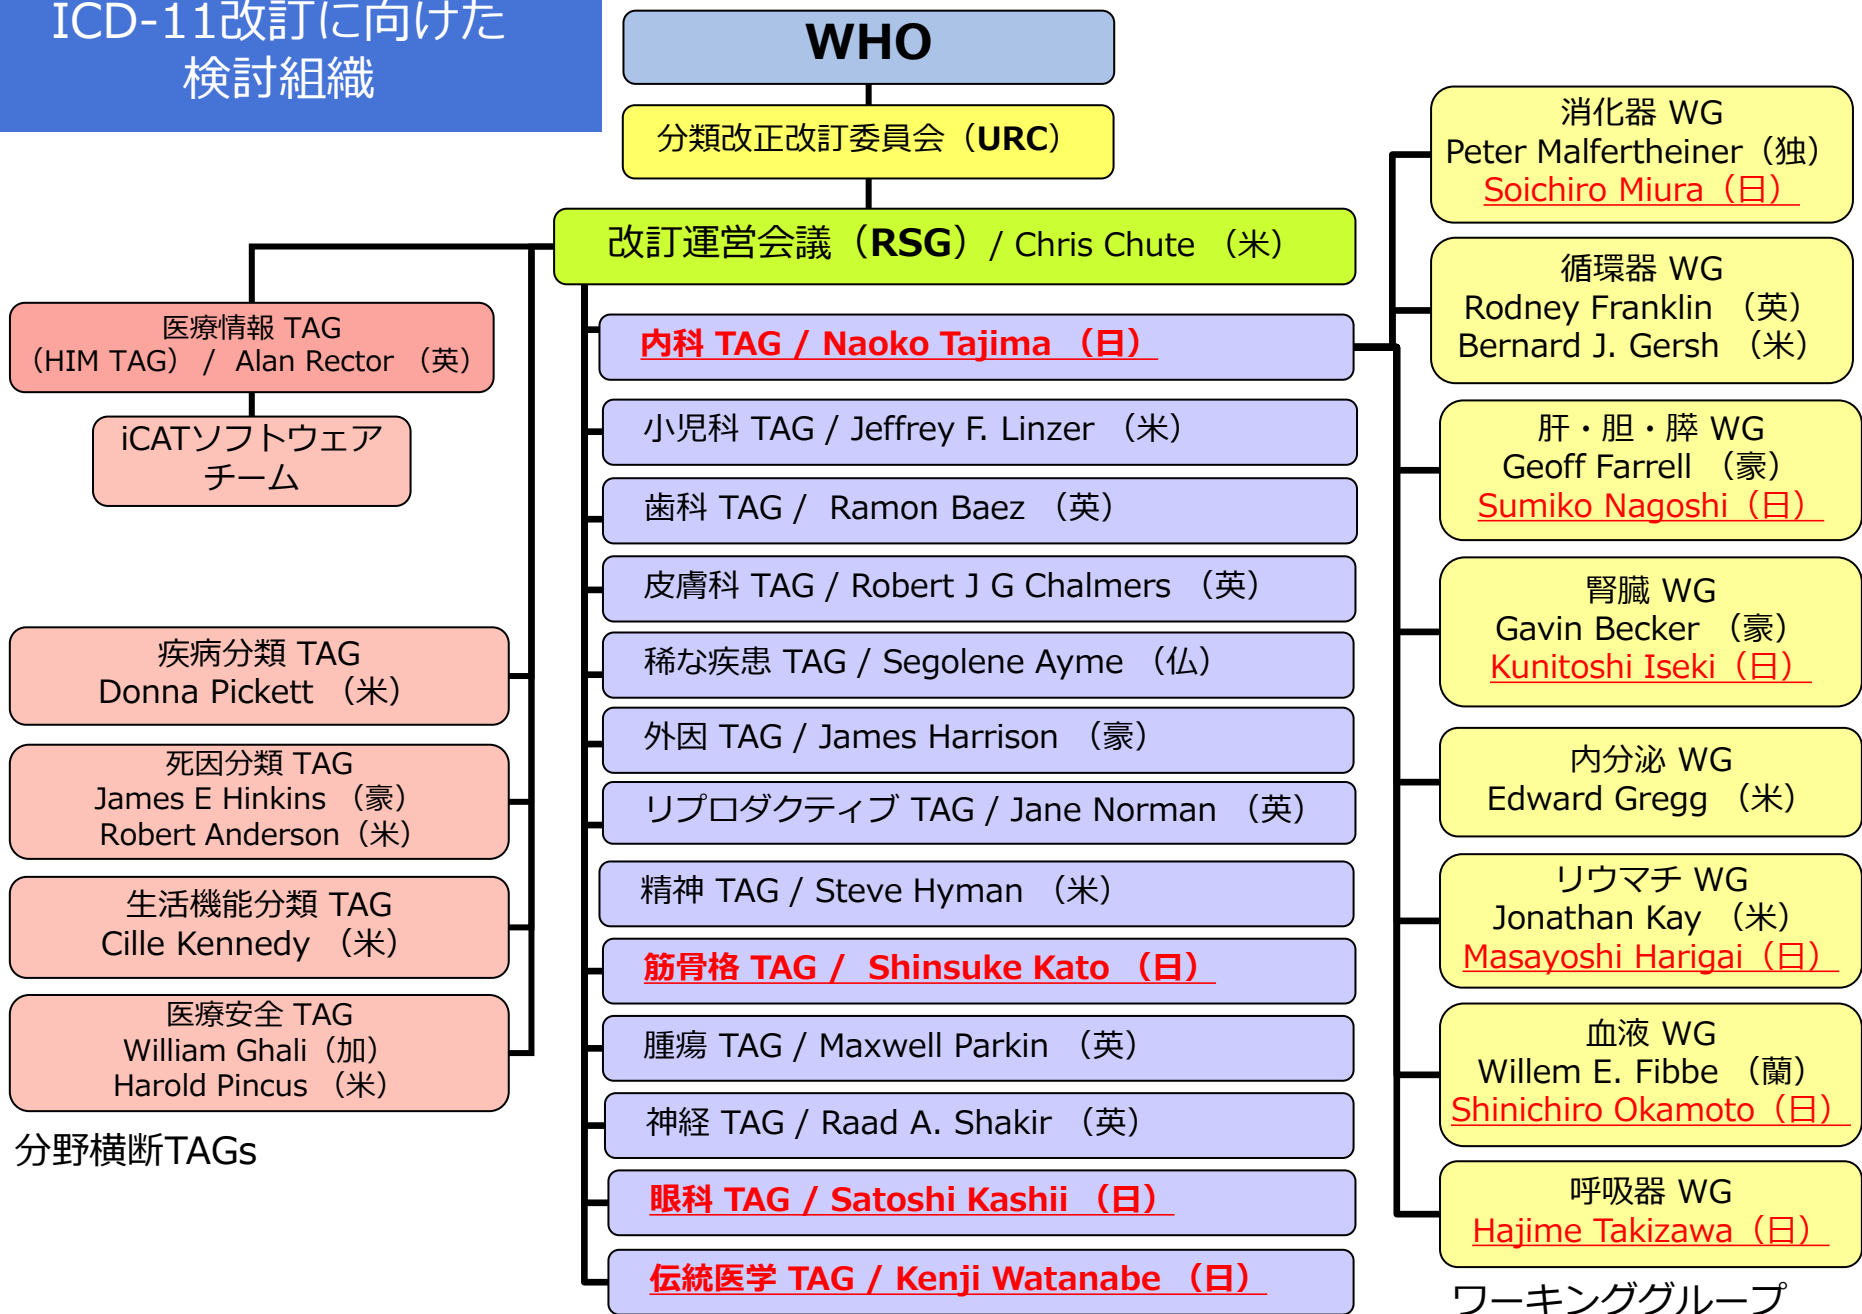 ICD-11改訂に向けた
検討組織
WHO
分類改正改訂委員会（URC）
改訂運営会議（RSG）/ Chris Chute （米）
医療情報 TAG
（HIM TAG） / Alan Rector （英）
iCATソフトウェア
チーム
疾病分類 TAG
Donna Pickett （米）
死因分類 TAG
James E Hinkins （豪）
Robert Anderson（米）
生活機能分類 TAG
Cille Kennedy （米）
医療安全 TAG
William Ghali（加）
Harold Pincus （米）
分野横断TAGs
内科 TAG / Naoko Tajima （日）
小児科 TAG / Jeffrey F. Linzer （米）
歯科 TAG / Ramon Baez （英）
皮膚科 TAG / Robert J G Chalmers （英）
稀な疾患 TAG / Segolene Ayme （仏）
外因 TAG / James Harrison （豪）
リプロダクティブ TAG / Jane Norman （英）
精神 TAG / Steve Hyman （米）
筋骨格 TAG / Shinsuke Kato （日）
腫瘍 TAG / Maxwell Parkin （英）
神経 TAG / Raad A. Shakir （英）
眼科 TAG / Satoshi Kashii （日）
伝統医学 TAG / Kenji Watanabe （日）
消化器 WG
Peter Malfertheiner（独）
Soichiro Miura（日）
循環器 WG
Rodney Franklin （英）
Bernard J. Gersh （米）
肝・胆・膵 WG
Geoff Farrell （豪）
Sumiko Nagoshi（日）
腎臓 WG
Gavin Becker （豪）
Kunitoshi Iseki（日）
内分泌 WG
Edward Gregg （米）
リウマチ WG
Jonathan Kay （米）
Masayoshi Harigai（日）
血液 WG
Willem E. Fibbe （蘭）
Shinichiro Okamoto（日）
呼吸器 WG
Hajime Takizawa（日）
ワーキンググループ